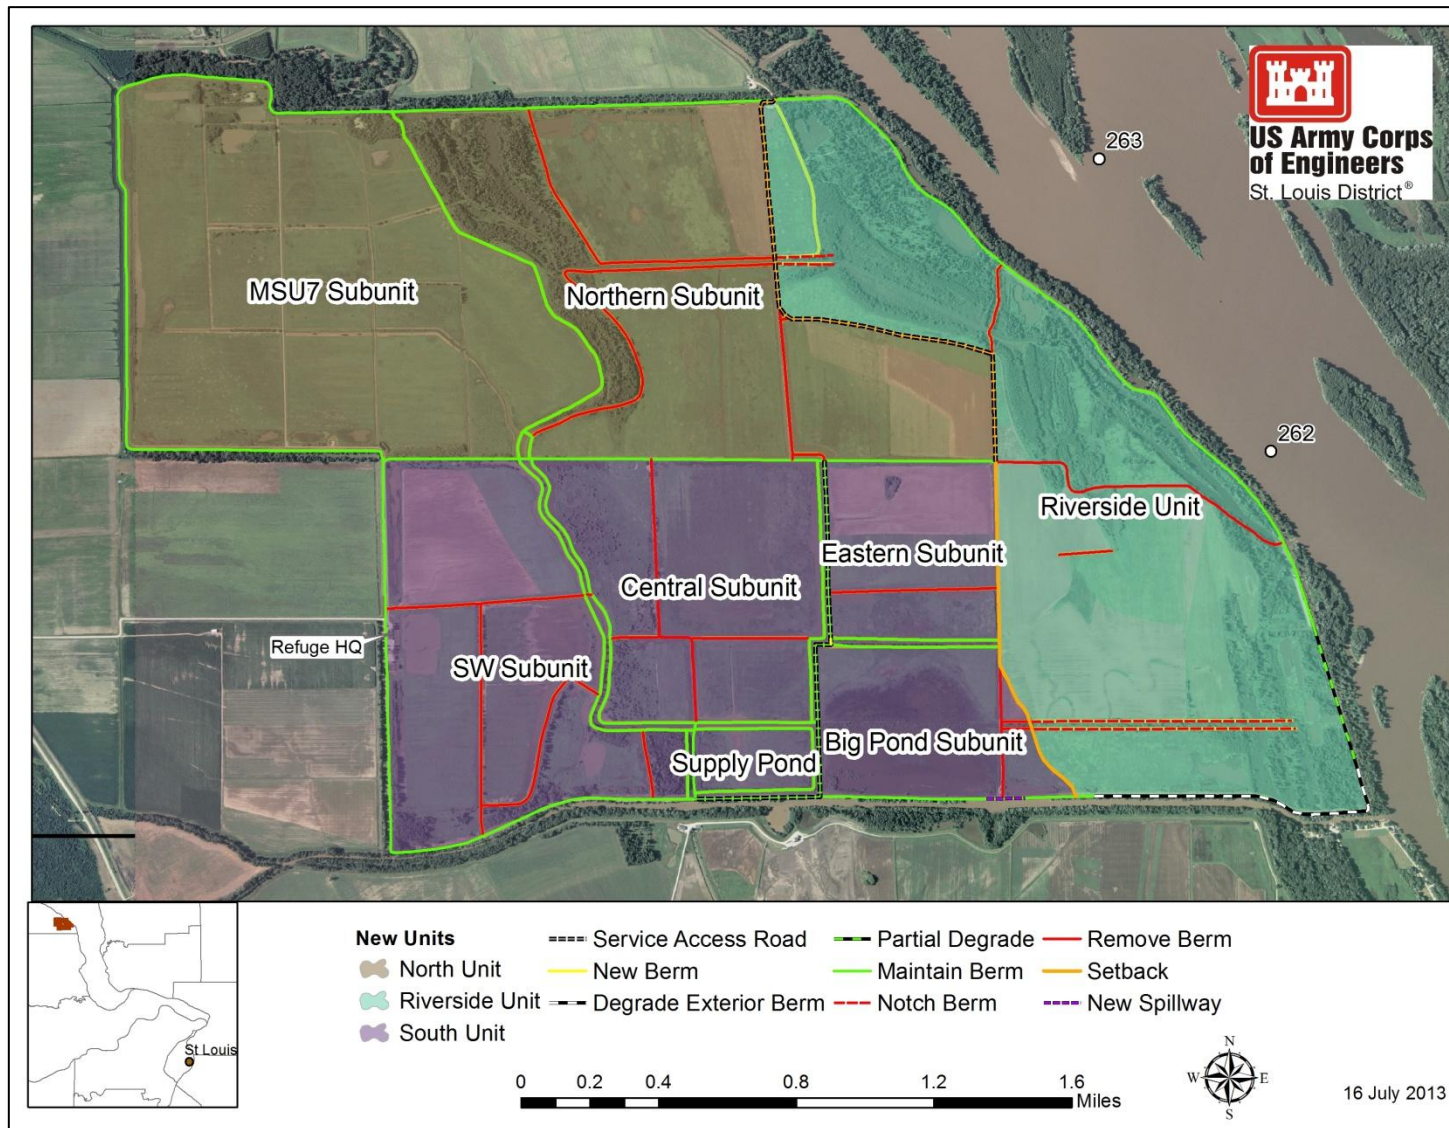 US Army Corps
of Engineers
St. Louis District®
263
262
MSU7 Subunit
Northern Subunit
Riverside Unit
Eastern Subunit
Central Subunit
Refuge HQ
SW Subunit
Big Pond Subunit
Supply Pond
St Louis
New Units
North Unit
Riverside Unit
South Unit
Service Access Road
New Berm
Degrade Exterior Berm
Partial Degrade
Maintain Berm
Notch Berm
Remove Berm
Setback
New Spillway
0 0.2 0.4 0.8 1.2 1.6
Miles
N
W E
S
16 July 2013